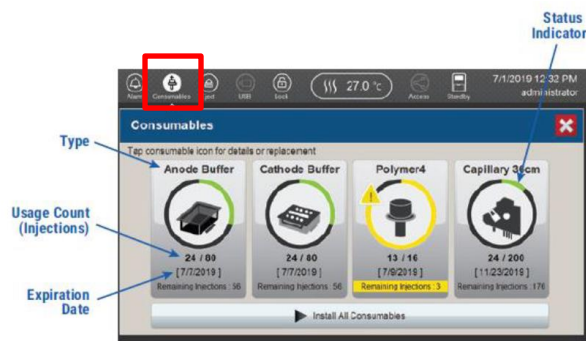 Status
Indicator
Alarm
Consumables
Eject
USB
Lock
27.0 °c
Access
Standby
7/1/2019 12:32 PM
administrator
Consumables
Tap consumable icon for details or replacement
Type
Anode Buffer
Cathode Buffer
Polymer4
Capillary 36cm
Usage Count
(Injections)
24 / 80
24 / 80
13 / 16
24 / 200
[ 7/7/2019 ]
[ 7/7/2019 ]
[ 7/9/2019 ]
[ 11/23/2019 ]
Remaining Injections : 56
Remaining Injections : 56
Remaining Injections : 3
Remaining Injections : 176
Expiration
Date
Install All Consumables